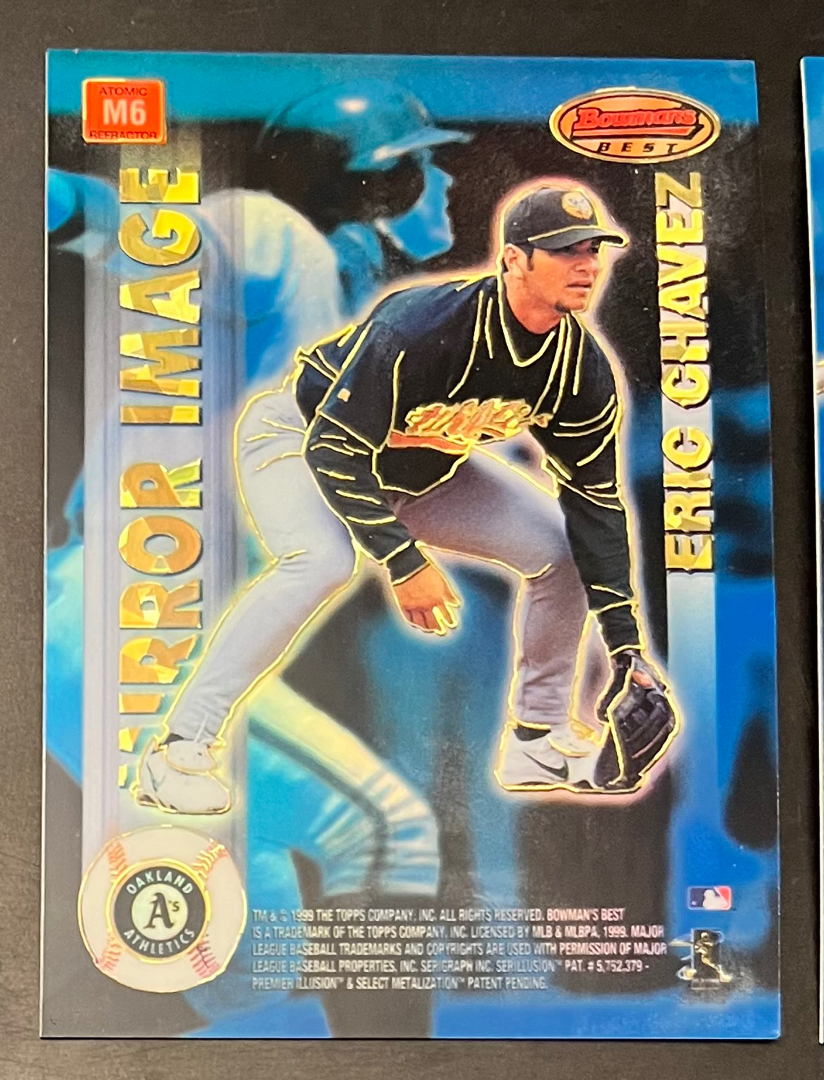 ATOMIC
M6
REFRACTOR
Bowman's
BEST
MIRROR IMAGE
ERIC CHAVEZ
OAKLAND
A's
ATHLETICS
TM & © 1999 THE TOPPS COMPANY, INC. ALL RIGHTS RESERVED. BOWMAN'S BEST
IS A TRADEMARK OF THE TOPPS COMPANY, INC. LICENSED BY MLB & MLBPA, 1999. MAJOR
LEAGUE BASEBALL TRADEMARKS AND COPYRIGHTS ARE USED WITH PERMISSION OF MAJOR
LEAGUE BASEBALL PROPERTIES, INC. SERIGRAPH INC. SERILLUSION™ PAT. # 5,762,379 -
PREMIER ILLUSION™ & SELECT METALIZATION™ PATENT PENDING.